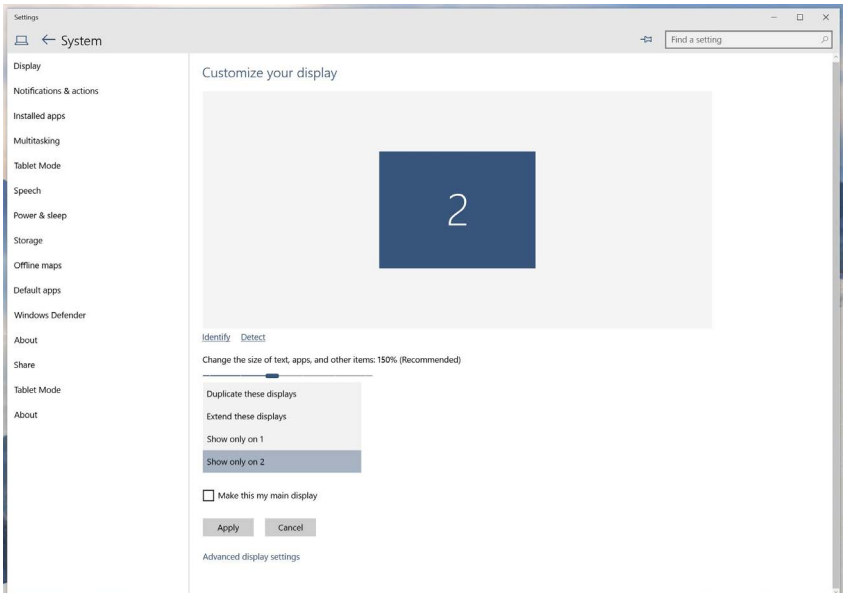 Settings
System
Find a setting
Display
Notifications & actions
Installed apps
Multitasking
Tablet Mode
Speech
Power & sleep
Storage
Offline maps
Default apps
Windows Defender
About
Share
Tablet Mode
About
Customize your display
2
Identify Detect
Change the size of text, apps, and other items: 150% (Recommended)
Duplicate these displays
Extend these displays
Show only on 1
Show only on 2
Make this my main display
Apply Cancel
Advanced display settings